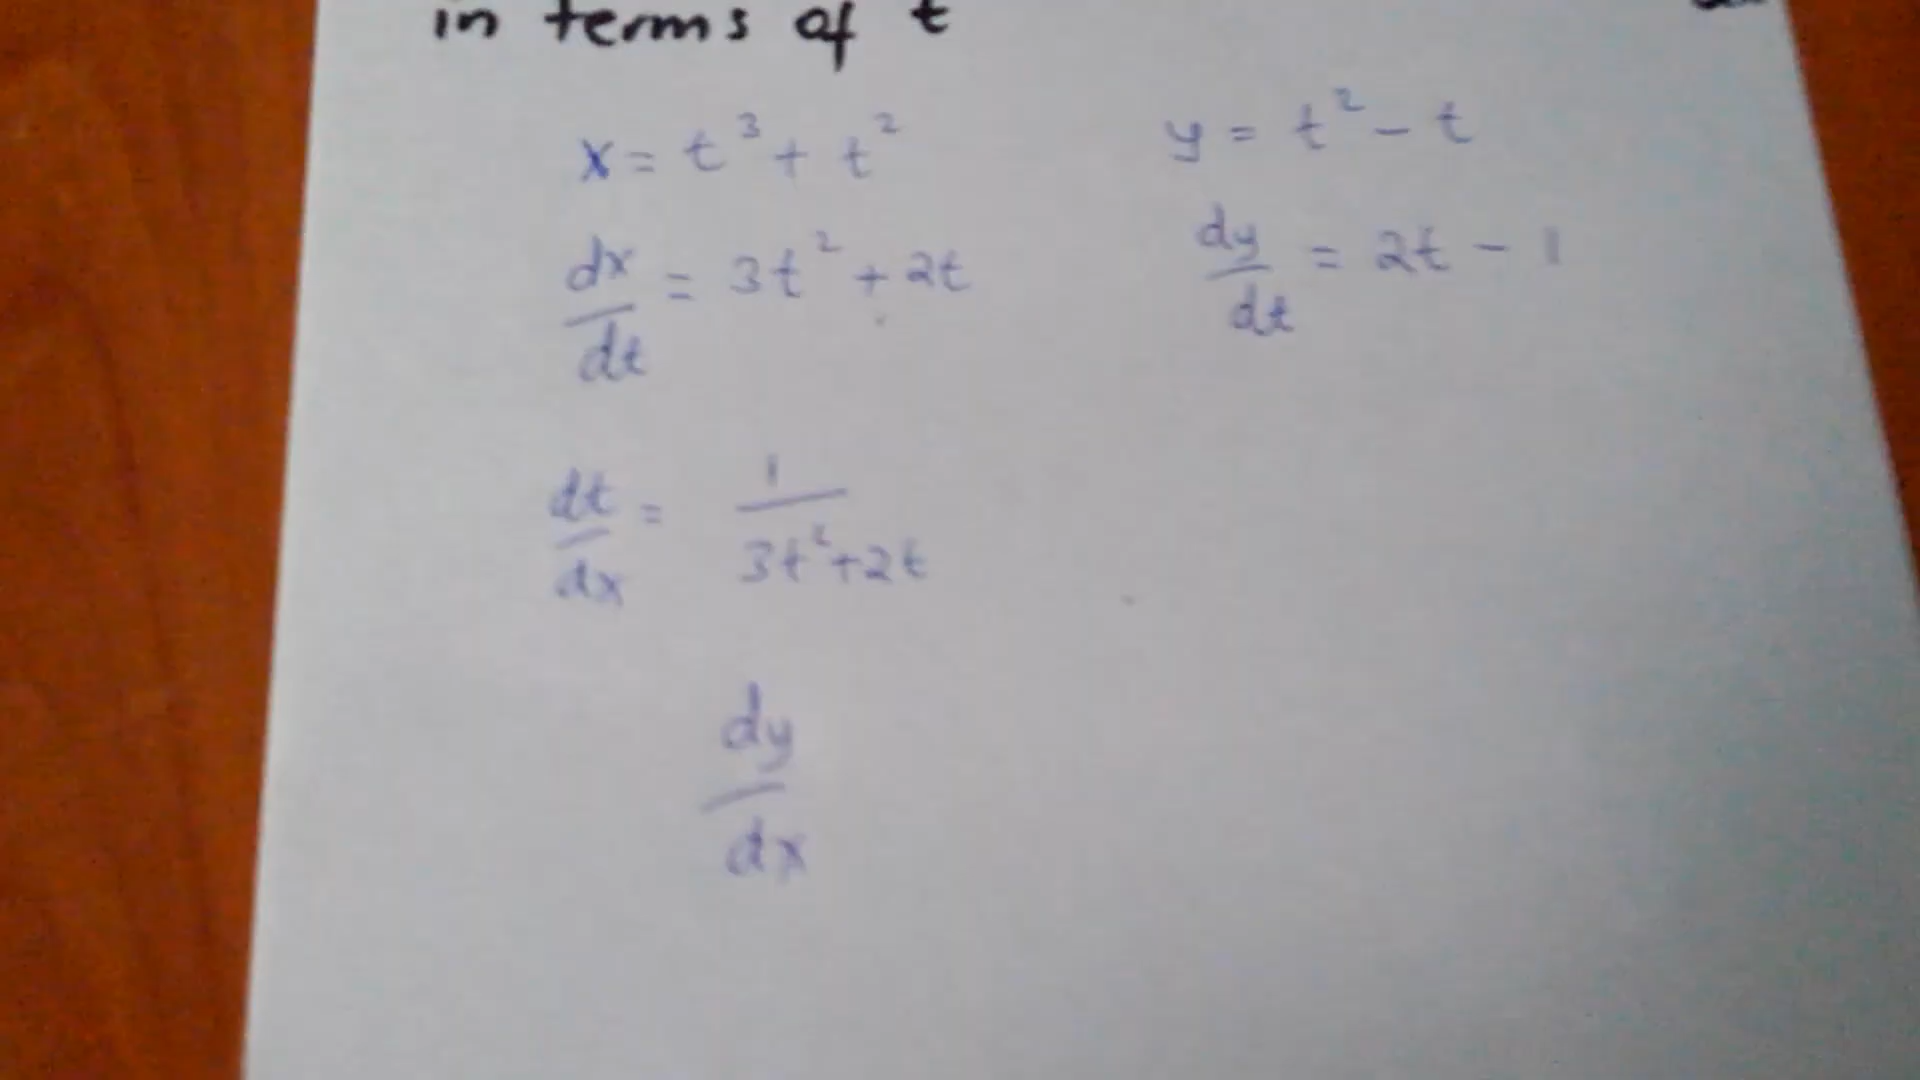 in terms of t
x = t³ + t²
y = t² - t
dx/dt = 3t² + 2t
dy/dt = 2t - 1
dt/dx = 1/(3t²+2t)
dy/dx